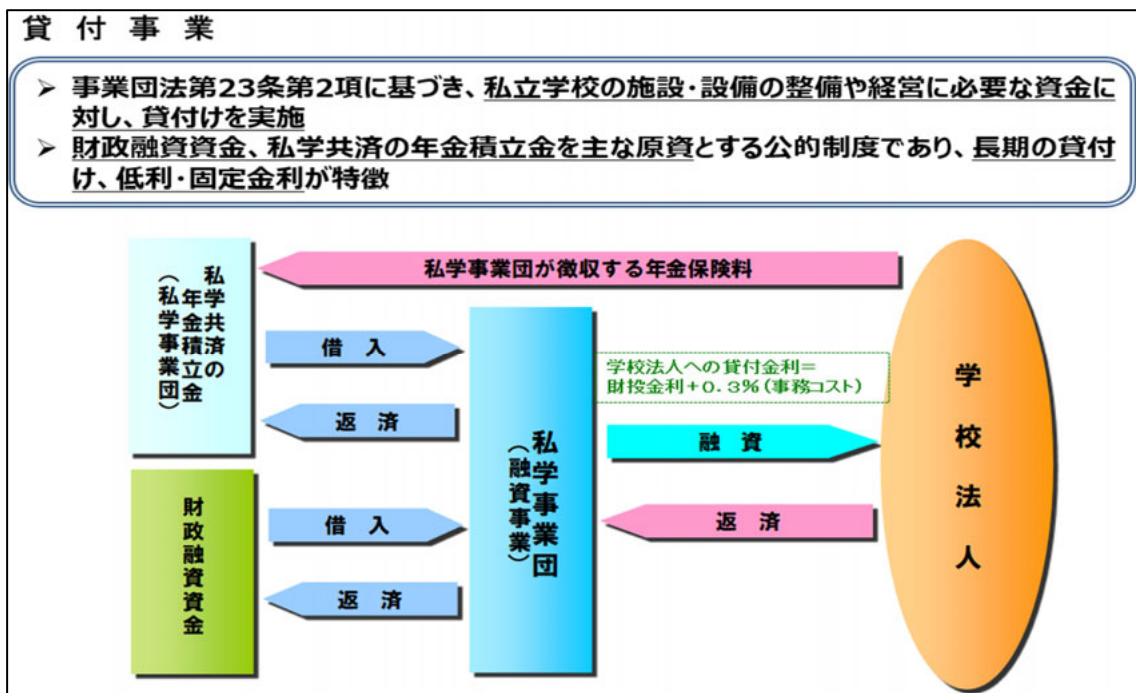 貸付事業
➢ 事業団法第23条第2項に基づき、私立学校の施設・設備の整備や経営に必要な資金に
対し、貸付けを実施
➢ 財政融資資金、私学共済の年金積立金を主な原資とする公的制度であり、長期の貸付
け、低利・固定金利が特徴
私学事業団が徴収する年金保険料
私学共済の
年金積立金
（私学事業団）
借入
返済
財政融資資金
借入
返済
私学事業団
（融資事業）
学校法人への貸付金利＝
財投金利＋0.3%（事務コスト）
融資
返済
学校法人